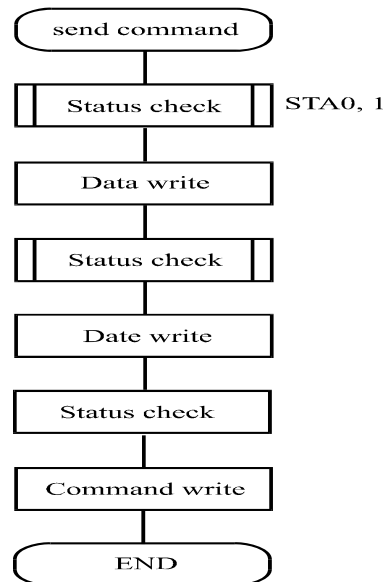 send command
Status check
STA0, 1
Data write
Status check
Date write
Status check
Command write
END